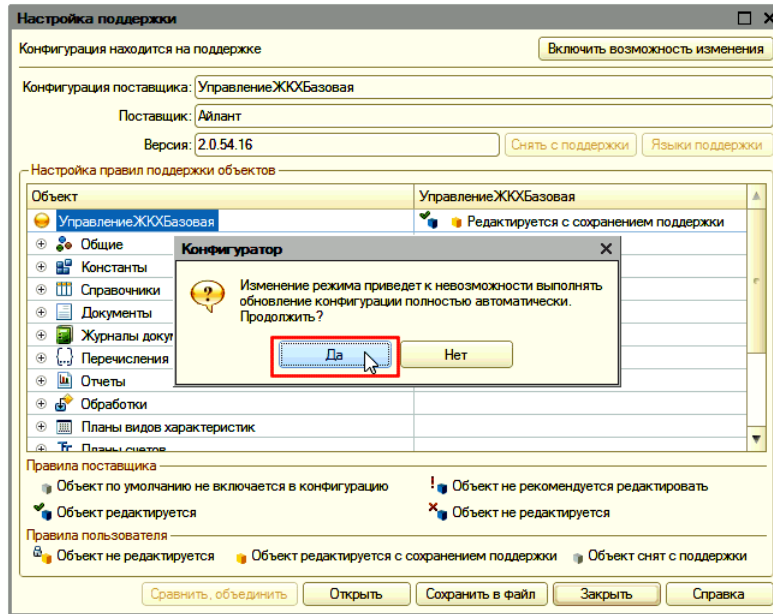 Настройка поддержки
Конфигурация находится на поддержке
Включить возможность изменения
Конфигурация поставщика: УправлениеЖКХБазовая
Поставщик: Айлант
Версия: 2.0.54.16
Снять с поддержки
Языки поддержки
Настройка правил поддержки объектов
Объект
УправлениеЖКХБазовая
УправлениеЖКХБазовая
Редактируется с сохранением поддержки
Общие
Константы
Справочники
Документы
Журналы доку
Перечисления
Отчеты
Обработки
Планы видов характеристик
Планы счетов
Конфигуратор
Изменение режима приведет к невозможности выполнять
обновление конфигурации полностью автоматически.
Продолжить?
Да
Нет
Правила поставщика
Объект по умолчанию не включается в конфигурацию
Объект не рекомендуется редактировать
Объект редактируется
Объект не редактируется
Правила пользователя
Объект не редактируется
Объект редактируется с сохранением поддержки
Объект снят с поддержки
Сравнить, объединить
Открыть
Сохранить в файл
Закрыть
Справка